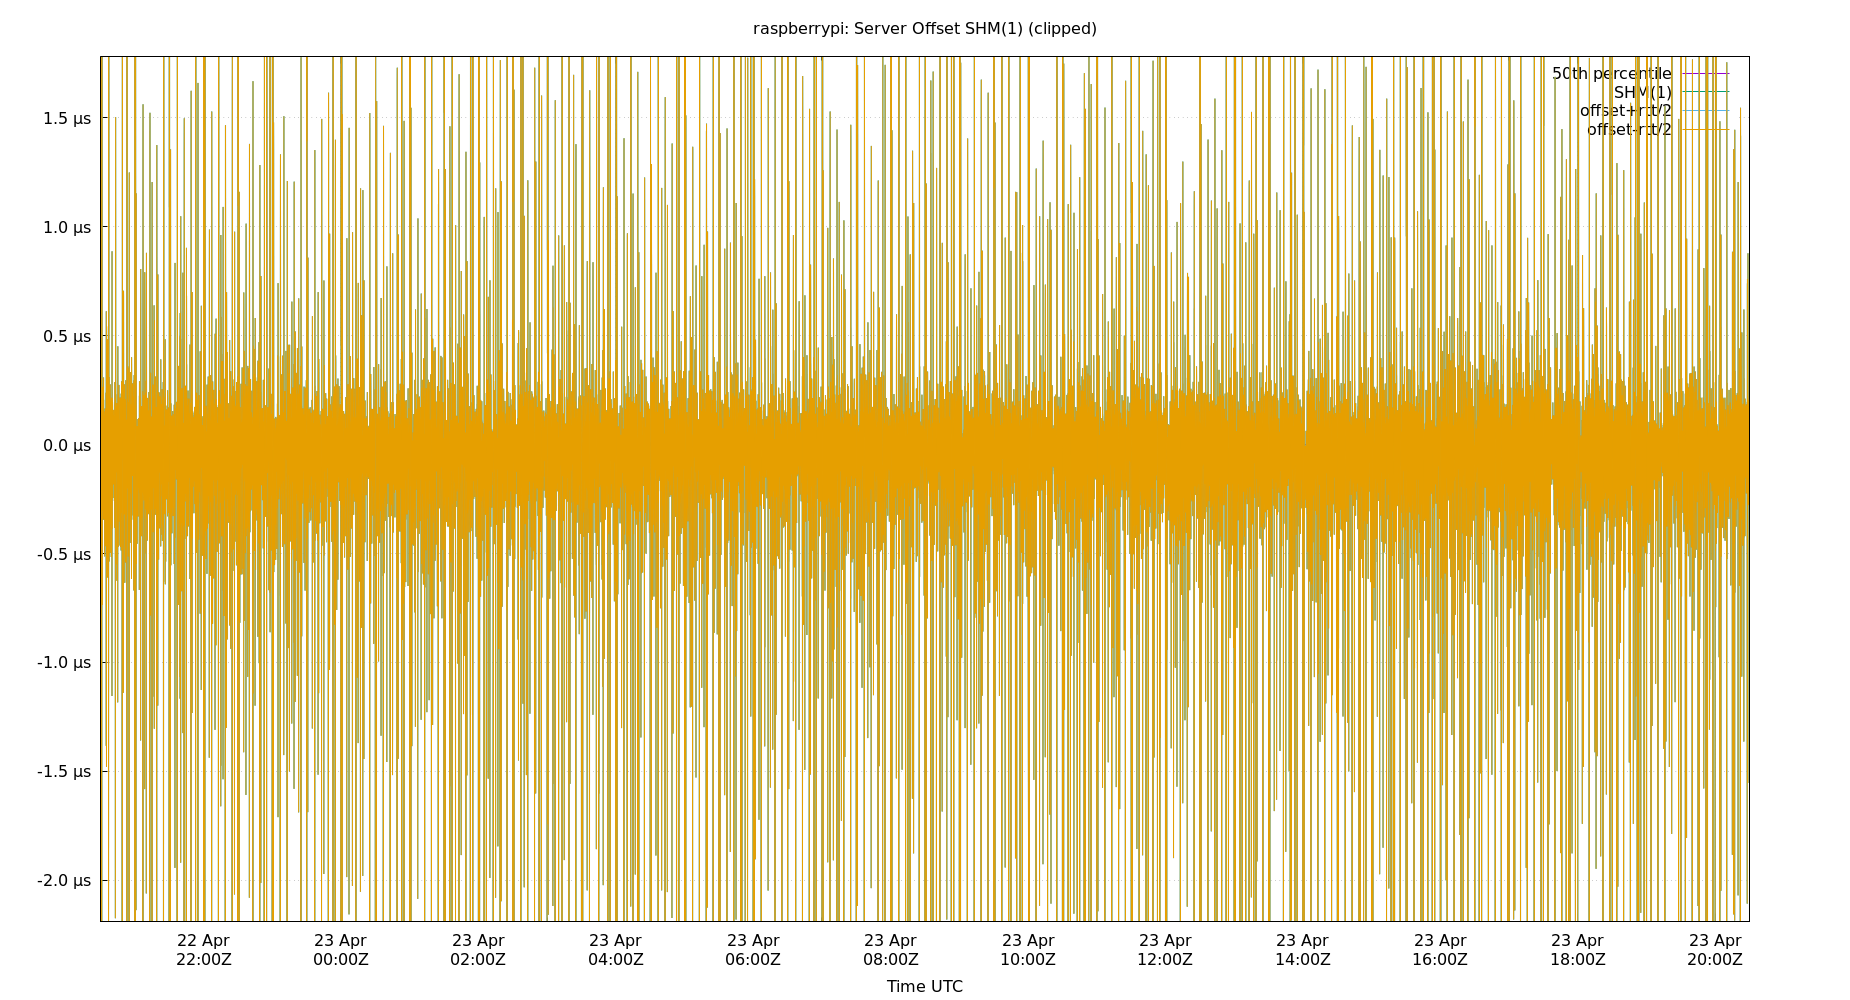 raspberrypi: Server Offset SHM(1) (clipped)
50th percentile
SHM(1)
offset+rtt/2
offset-rtt/2
1.5 µs
1.0 µs
0.5 µs
0.0 µs
-0.5 µs
-1.0 µs
-1.5 µs
-2.0 µs
22 Apr 23 Apr 23 Apr 23 Apr 23 Apr 23 Apr 23 Apr 23 Apr 23 Apr 23 Apr 23 Apr 23 Apr
22:00Z 00:00Z 02:00Z 04:00Z 06:00Z 08:00Z 10:00Z 12:00Z 14:00Z 16:00Z 18:00Z 20:00Z
Time UTC